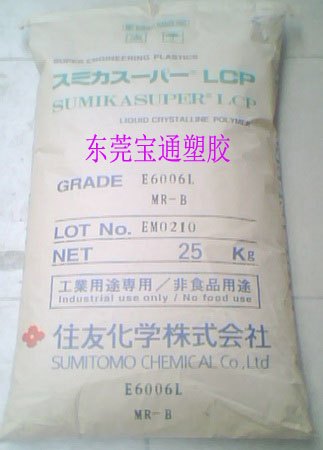 SUPER ENGINEERING PLASTICS
スミカスーパー® LCP
SUMIKASUPER® LCP
LIQUID CRYSTALLINE POLYMER
东莞宝通塑胶
GRADE E6006L
MR-B
LOT No. EM0210
NET 25 Kg
工業用途専用/非食品用途
Industrial use only / No food use
住友化学株式会社
SUMITOMO CHEMICAL Co., Ltd
E6006L
MR-B